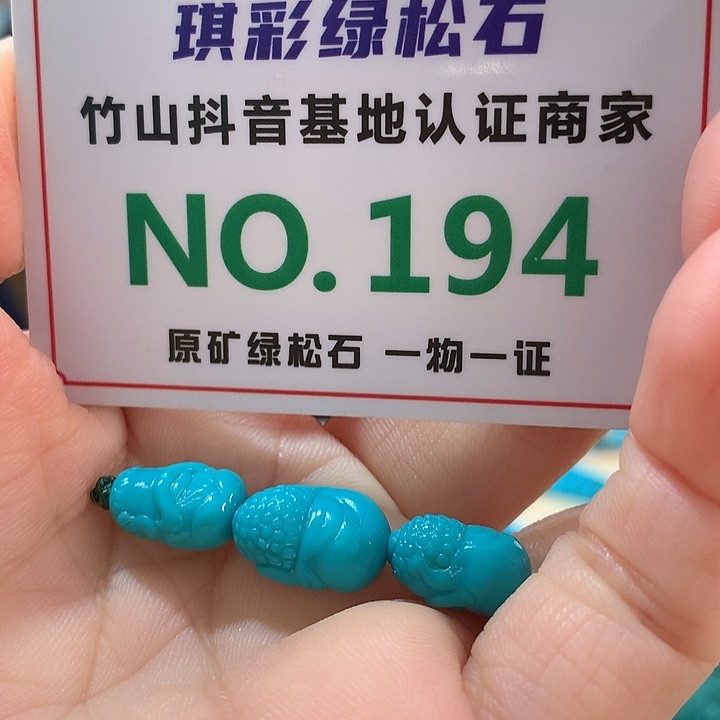 琪彩绿松石
竹山抖音基地认证商家
NO.194
原矿绿松石 一物一证